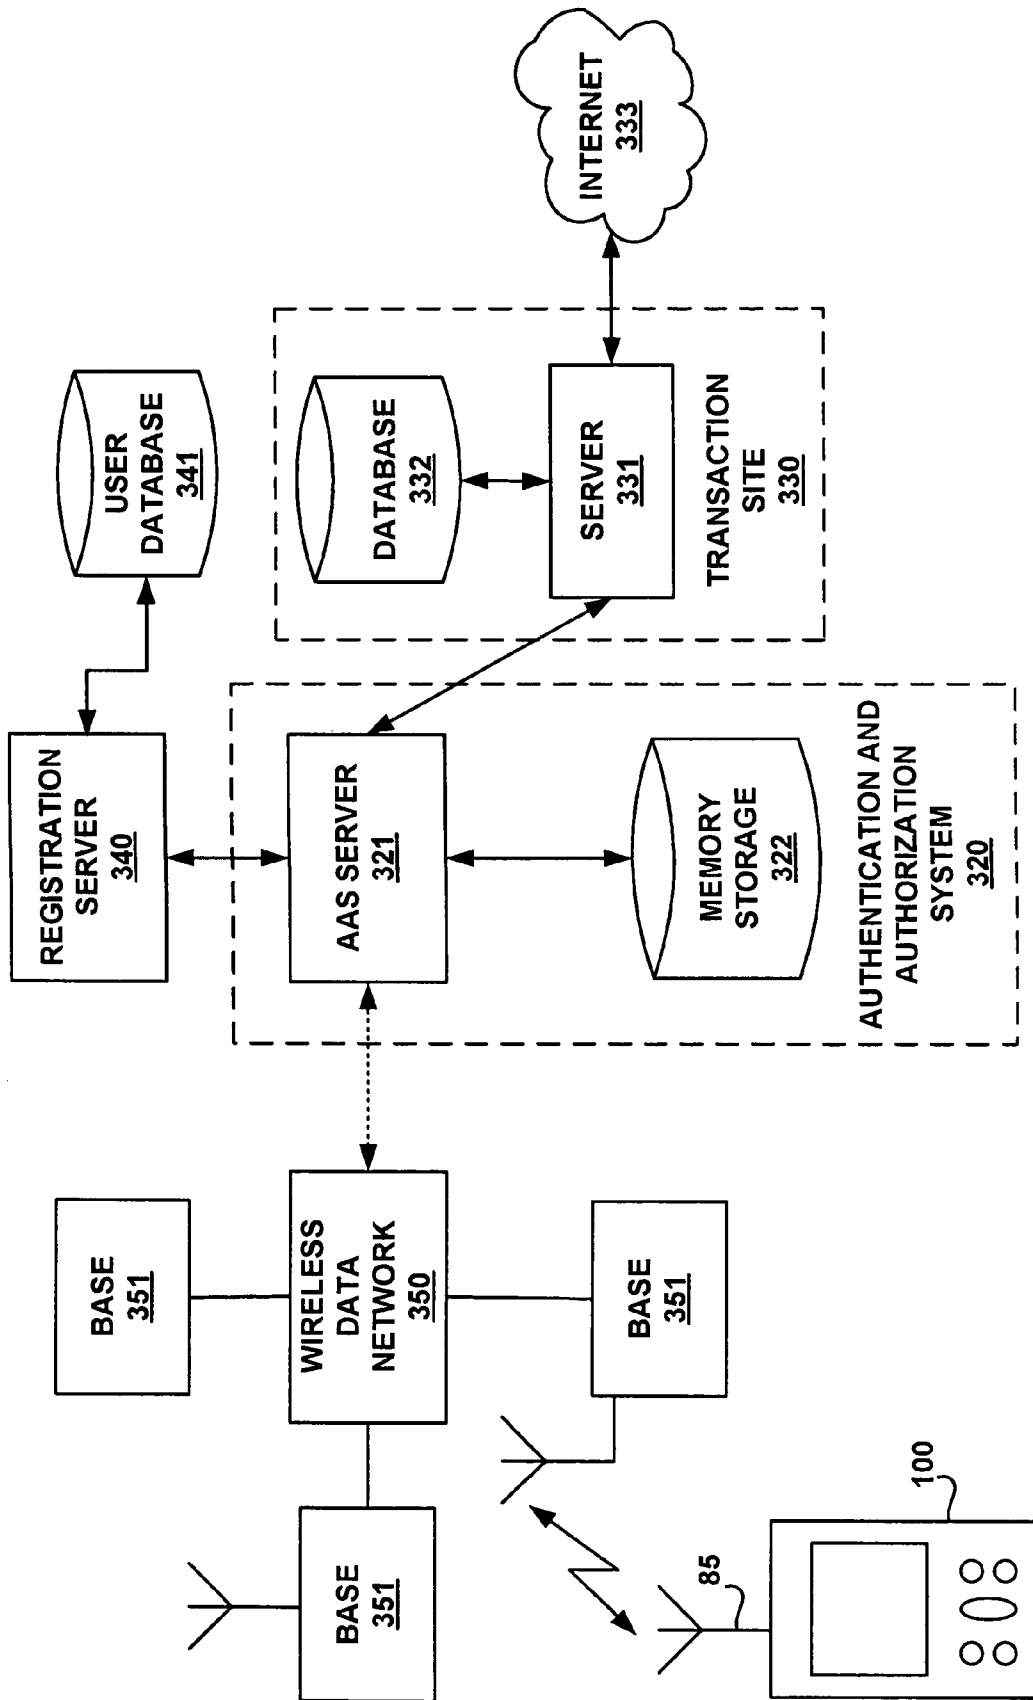 BASE
351
BASE
351
WIRELESS
DATA
NETWORK
350
BASE
351
85
100
REGISTRATION
SERVER
340
USER
DATABASE
341
AAS SERVER
321
MEMORY
STORAGE
322
AUTHENTICATION AND
AUTHORIZATION
SYSTEM
320
DATABASE
332
SERVER
331
TRANSACTION
SITE
330
INTERNET
333